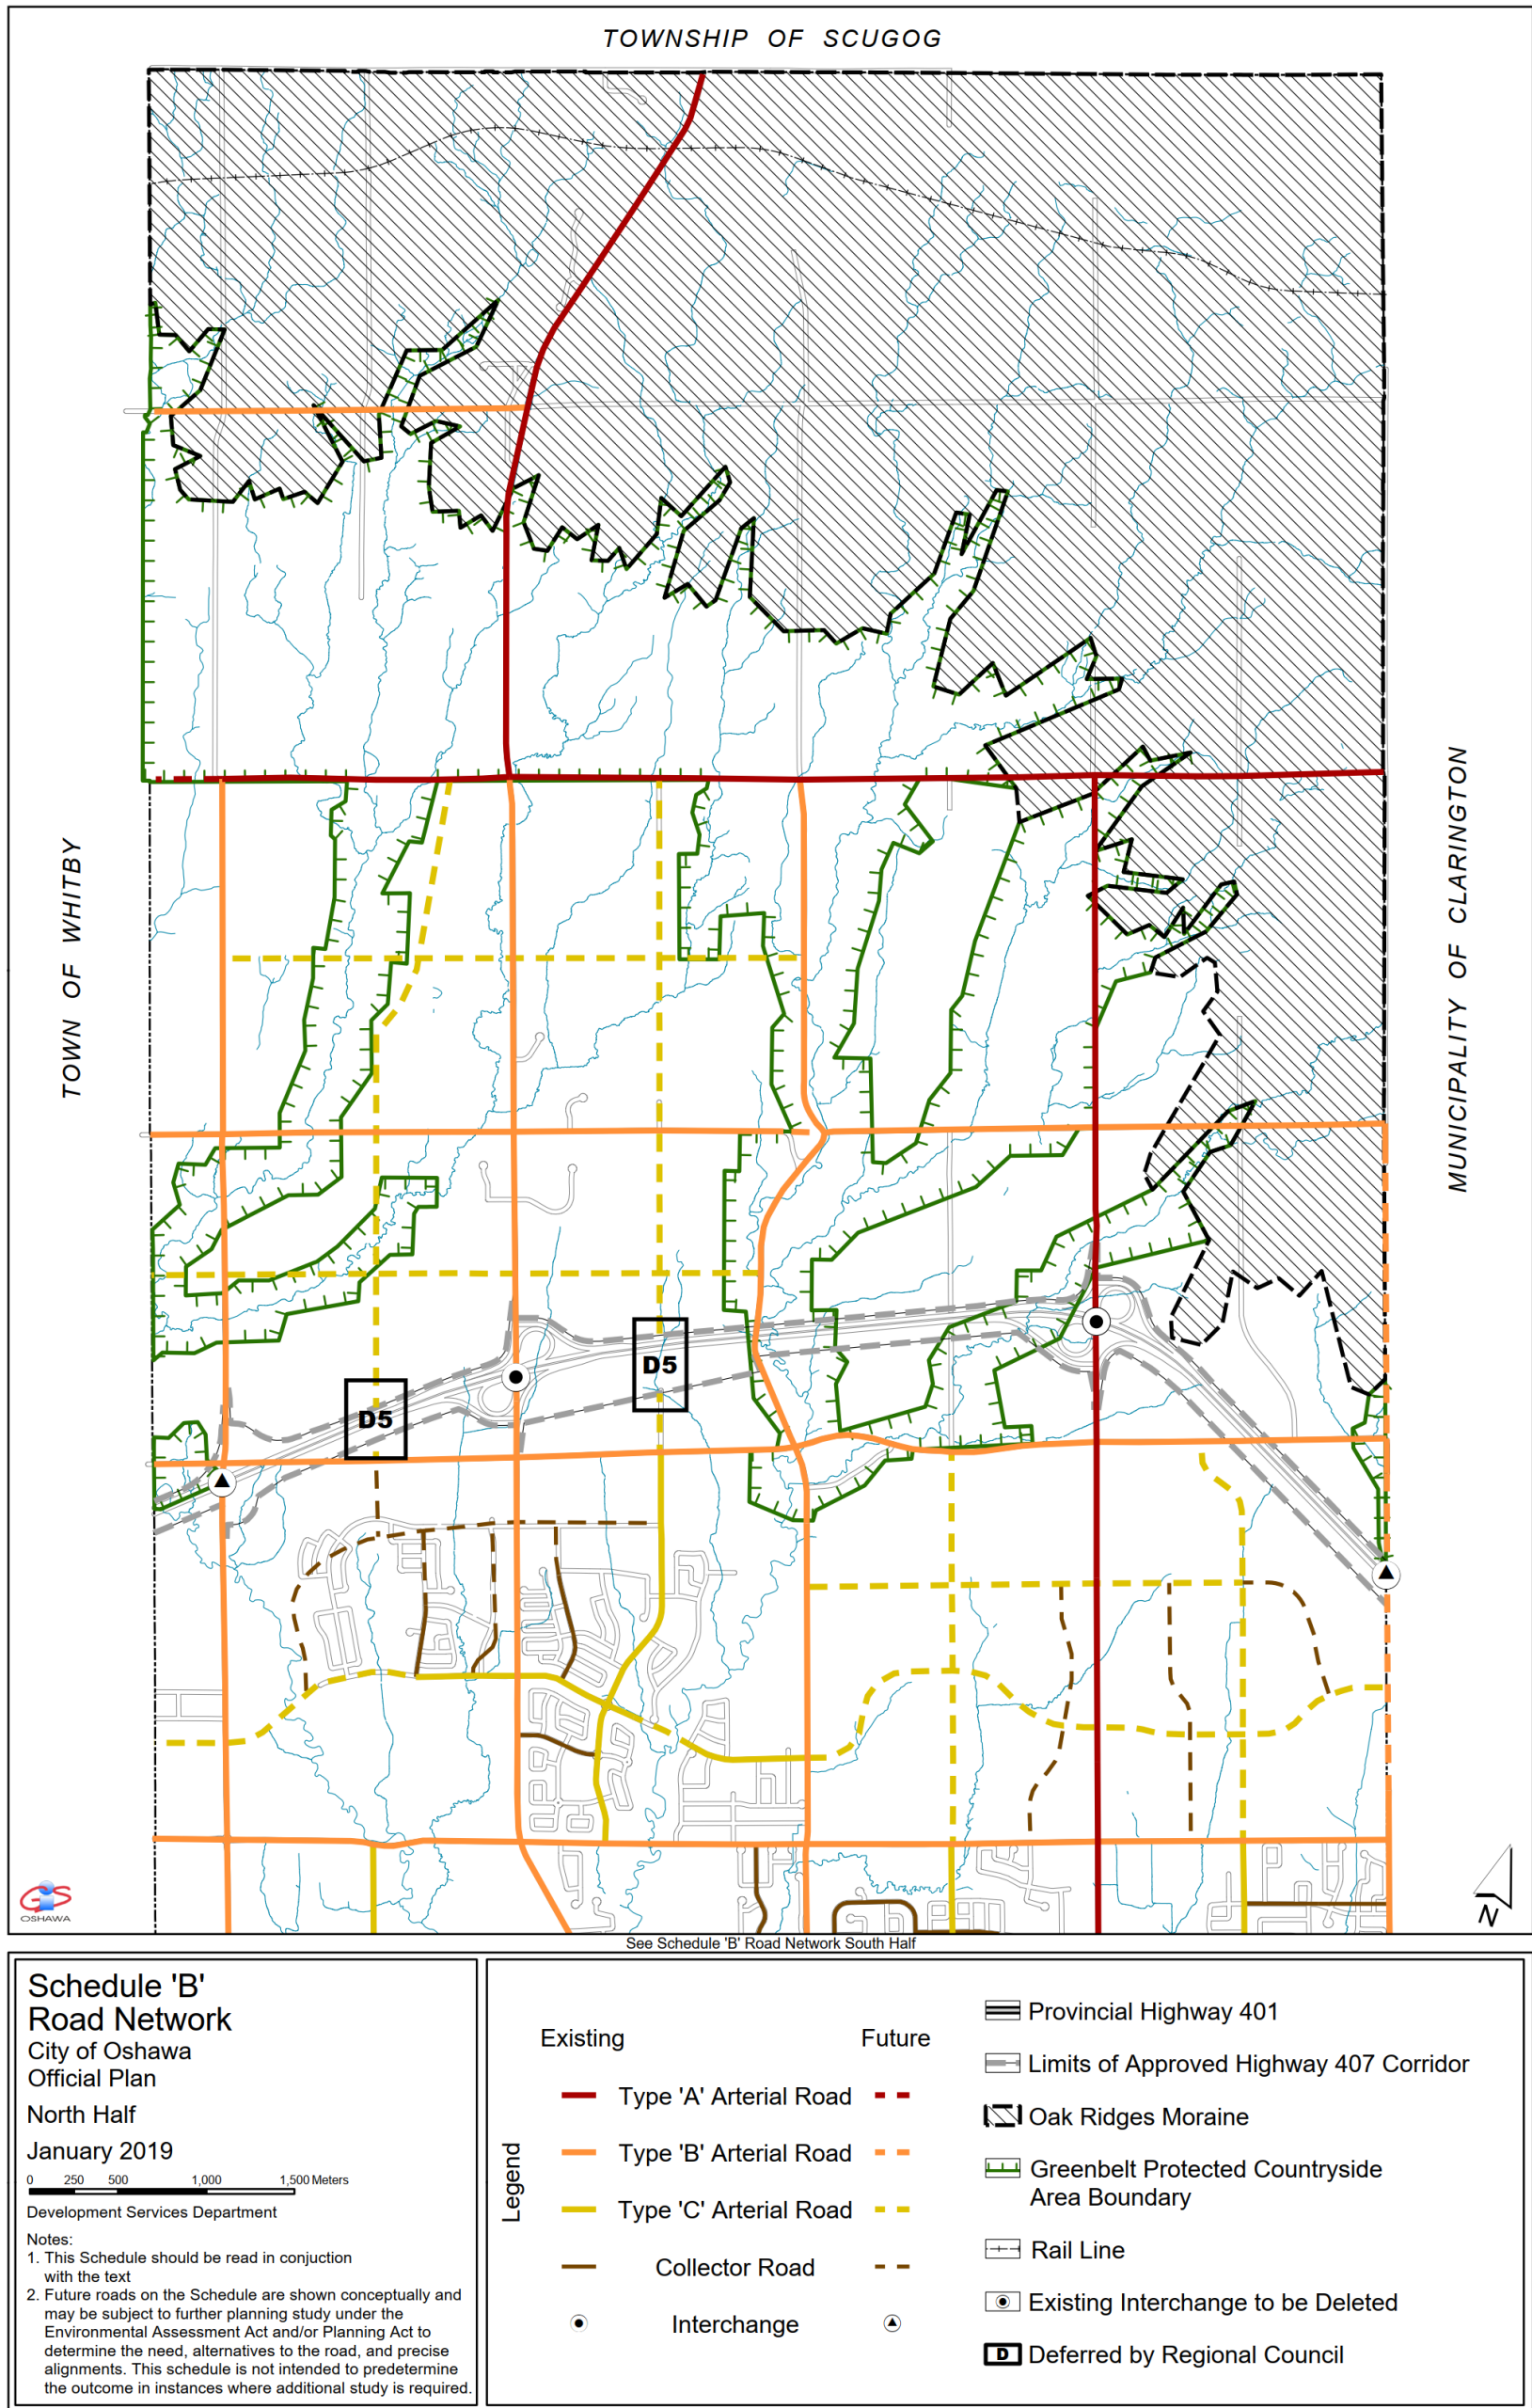 TOWNSHIP OF SCUGOG
TOWN OF WHITBY
MUNICIPALITY OF CLARINGTON
D5
D5
GIS
OSHAWA
N
See Schedule 'B' Road Network South Half
Schedule 'B'
Road Network
City of Oshawa
Official Plan
North Half
January 2019
0 250 500 1,000 1,500 Meters
Development Services Department
Notes:
1. This Schedule should be read in conjuction
with the text
2. Future roads on the Schedule are shown conceptually and
may be subject to further planning study under the
Environmental Assessment Act and/or Planning Act to
determine the need, alternatives to the road, and precise
alignments. This schedule is not intended to predetermine
the outcome in instances where additional study is required.
Legend
Existing Future
Type 'A' Arterial Road
Type 'B' Arterial Road
Type 'C' Arterial Road
Collector Road
Interchange
Provincial Highway 401
Limits of Approved Highway 407 Corridor
Oak Ridges Moraine
Greenbelt Protected Countryside
Area Boundary
Rail Line
Existing Interchange to be Deleted
D Deferred by Regional Council